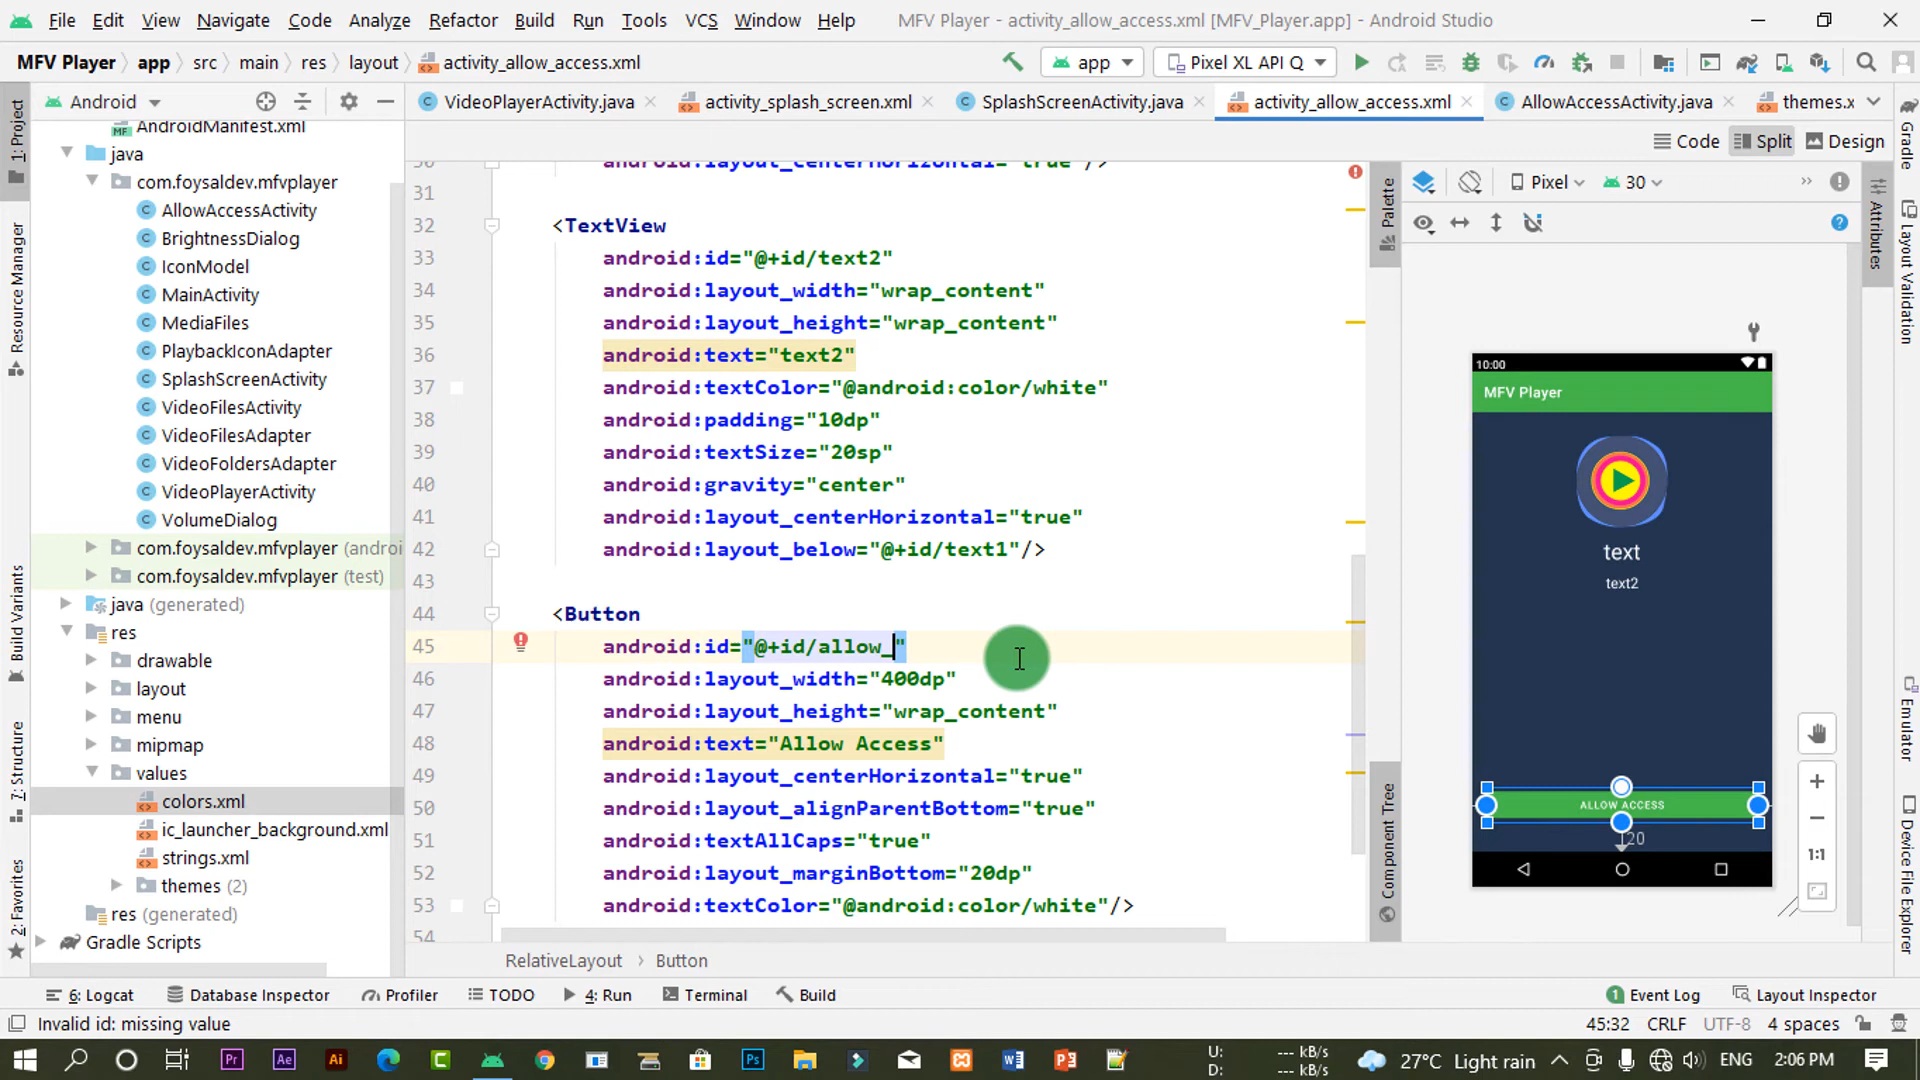 File Edit View Navigate Code Analyze Refactor Build Run Tools VCS Window Help MFV Player - activity_allow_access.xml [MFV_Player.app] - Android Studio
MFV Player app src main res layout activity_allow_access.xml app Pixel XL API Q
Android
VideoPlayerActivity.java activity_splash_screen.xml SplashScreenActivity.java activity_allow_access.xml AllowAccessActivity.java themes.x
Code Split Design
1: Project
Resource Manager
Build Variants
7: Structure
2: Favorites
AndroidManifest.xml
java
com.foysaldev.mfvplayer
AllowAccessActivity
BrightnessDialog
IconModel
MainActivity
MediaFiles
PlaybackIconAdapter
SplashScreenActivity
VideoFilesActivity
VideoFilesAdapter
VideoFoldersAdapter
VideoPlayerActivity
VolumeDialog
com.foysaldev.mfvplayer (androi
com.foysaldev.mfvplayer (test)
java (generated)
res
drawable
layout
menu
mipmap
values
colors.xml
ic_launcher_background.xml
strings.xml
themes (2)
res (generated)
Gradle Scripts
30 android:layout_centerHorizontal="true"/>
31
32 <TextView
33 android:id="@+id/text2"
34 android:layout_width="wrap_content"
35 android:layout_height="wrap_content"
36 android:text="text2"
37 android:textColor="@android:color/white"
38 android:padding="10dp"
39 android:textSize="20sp"
40 android:gravity="center"
41 android:layout_centerHorizontal="true"
42 android:layout_below="@+id/text1"/>
43
44 <Button
45 android:id="@+id/allow_"
46 android:layout_width="400dp"
47 android:layout_height="wrap_content"
48 android:text="Allow Access"
49 android:layout_centerHorizontal="true"
50 android:layout_alignParentBottom="true"
51 android:textAllCaps="true"
52 android:layout_marginBottom="20dp"
53 android:textColor="@android:color/white"/>
54
RelativeLayout Button
Palette
Component Tree
Pixel 30
10:00
MFV Player
text
text2
ALLOW ACCESS
20
1:1
Attributes
Gradle
Layout Validation
Emulator
Device File Explorer
6: Logcat Database Inspector Profiler TODO 4: Run Terminal Build 1 Event Log Layout Inspector
Invalid id: missing value 45:32 CRLF UTF-8 4 spaces
Pr Ae Ai C Ps W P U: --- kB/s
D: --- kB/s
27°C Light rain ENG 2:06 PM